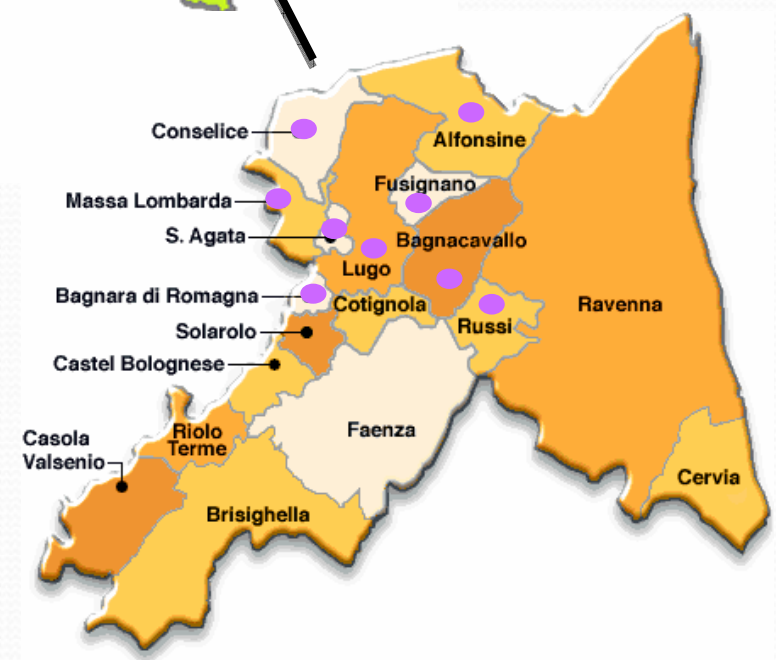 Conselice
Alfonsine
Fusignano
Massa Lombarda
S. Agata
Bagnacavallo
Lugo
Bagnara di Romagna
Cotignola
Ravenna
Russi
Solarolo
Castel Bolognese
Faenza
Riolo
Terme
Casola
Valsenio
Cervia
Brisighella